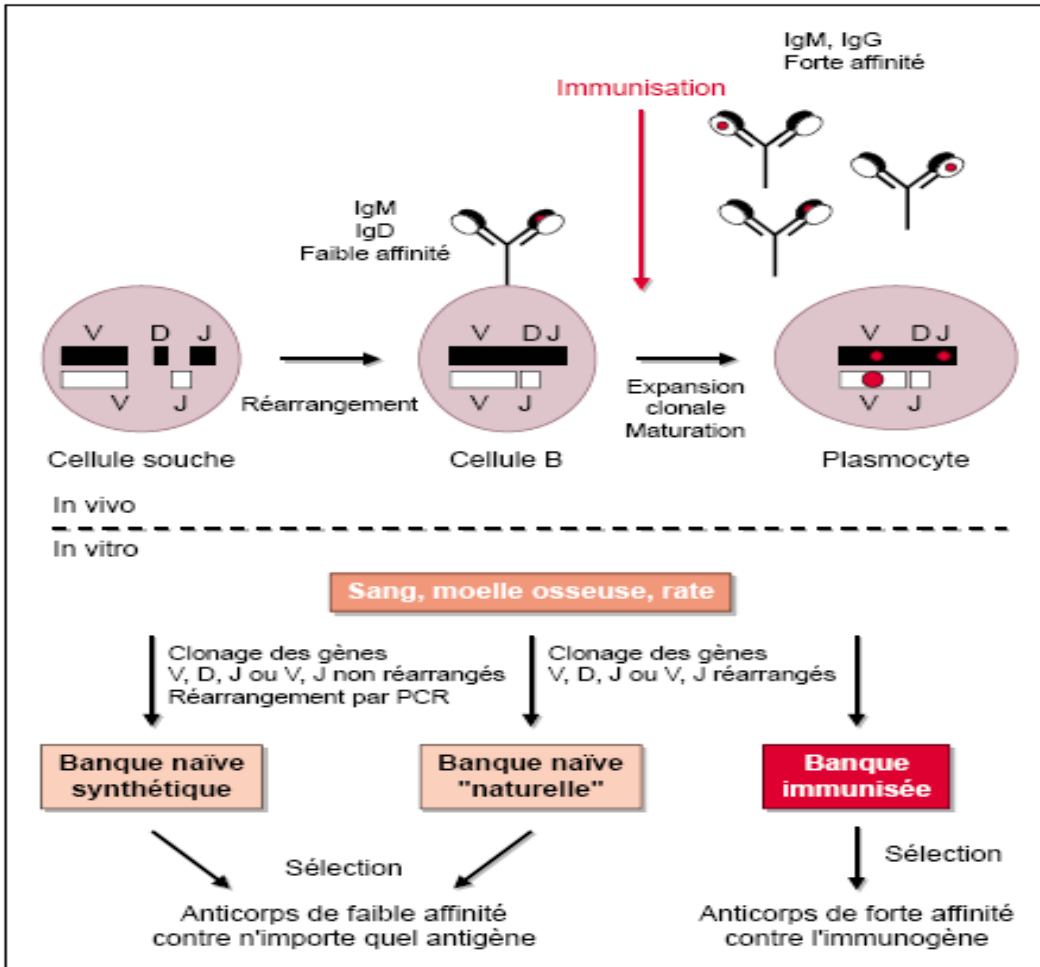 IgM, IgG
Forte affinité
Immunisation
IgM
IgD
Faible affinité
V D J
V J
Cellule souche
Réarrangement
V D J
V J
Cellule B
Expansion
clonale
Maturation
V D J
V J
Plasmocyte
In vivo
In vitro
Sang, moelle osseuse, rate
Clonage des gènes
V, D, J ou V, J non réarrangés
Réarrangement par PCR
Clonage des gènes
V, D, J ou V, J réarrangés
Banque naïve
synthétique
Banque naïve
"naturelle"
Banque
immunisée
Sélection
Sélection
Anticorps de faible affinité
contre n'importe quel antigène
Anticorps de forte affinité
contre l'immunogène